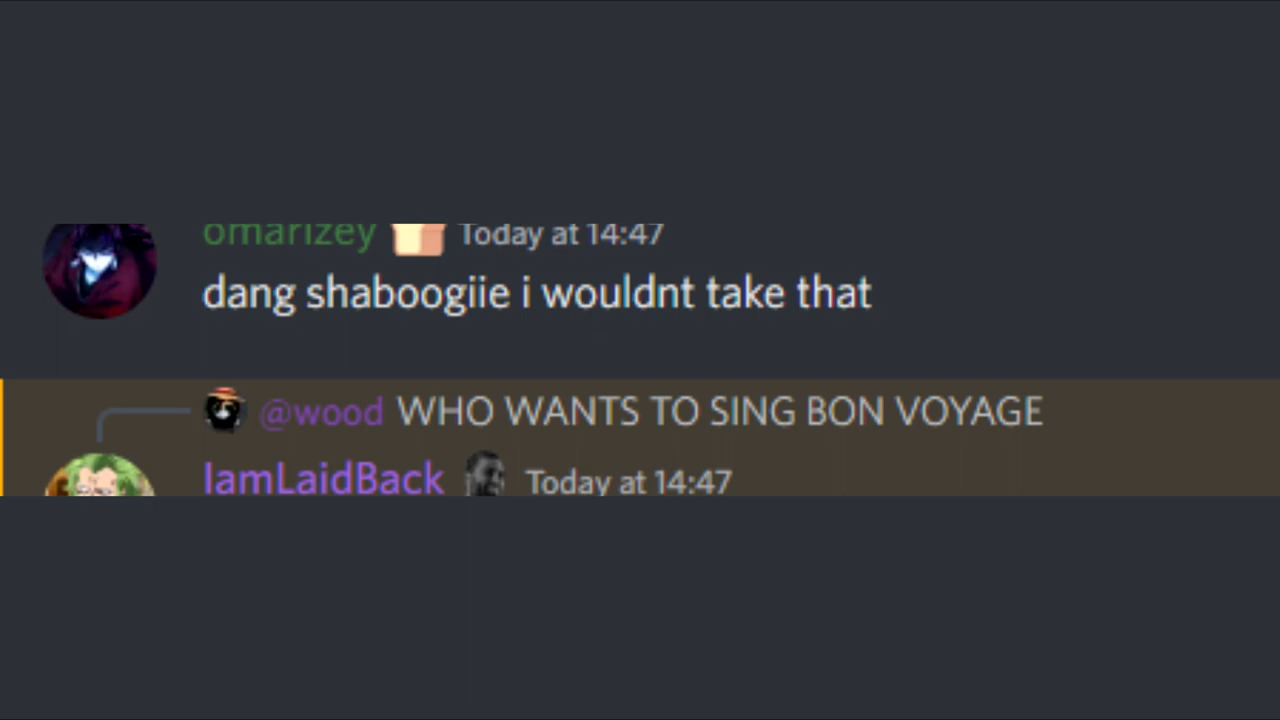 omarizey Today at 14:47
dang shaboogiie i wouldnt take that
@wood WHO WANTS TO SING BON VOYAGE
IamLaidBack Today at 14:47